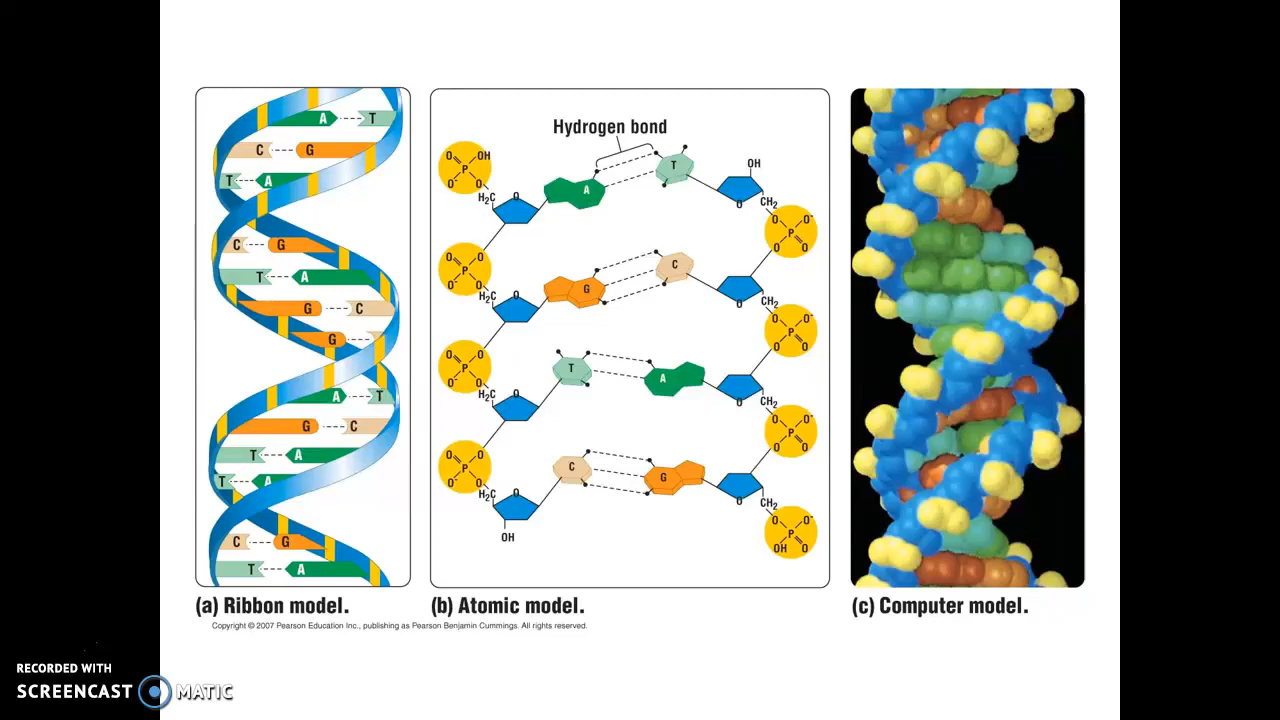 A T
C G
T A
C G
T A
G C
G
A T
G C
T A
T A
C G
T A
(a) Ribbon model.
Hydrogen bond
O OH
P
O- O
H₂C O
A
T
OH
O
CH₂
O O-
P
O O
O O
P
O- O
H₂C O
G
C
O
CH₂
O O-
P
O O
O O
P
O- O
H₂C O
T
A
O
CH₂
O O-
P
O O
O O
P
O- O
H₂C O
C
G
O
CH₂
O O-
P
OH O
OH
(b) Atomic model.
(c) Computer model.
Copyright © 2007 Pearson Education Inc., publishing as Pearson Benjamin Cummings. All rights reserved.
RECORDED WITH
SCREENCAST MATIC